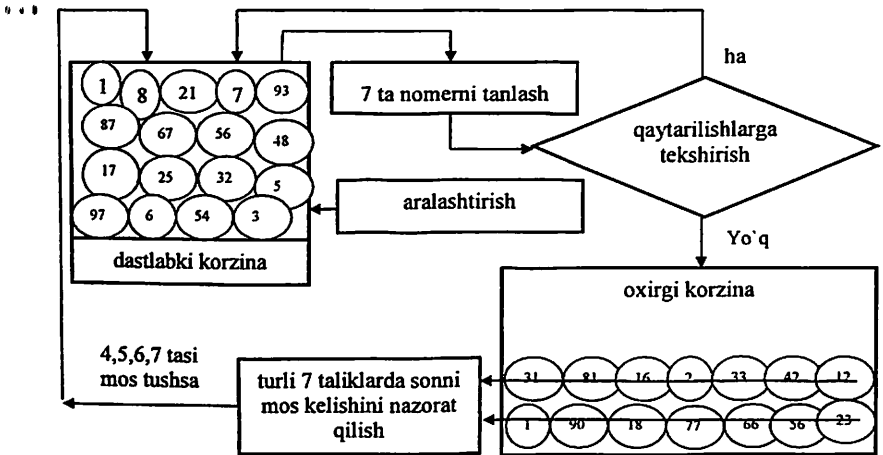 ha
1 8 21 7 93
7 ta nomerni tanlash
87 67 56 48
qaytarilishlarga
tekshirish
17 25 32 5
aralashtirish
97 6 54 3
Yo`q
dastlabki korzina
oxirgi korzina
4,5,6,7 tasi
mos tushsa
turli 7 taliklarda sonni
mos kelishini nazorat
qilish
31 81 16 2 33 42 12
1 90 18 77 66 56 23